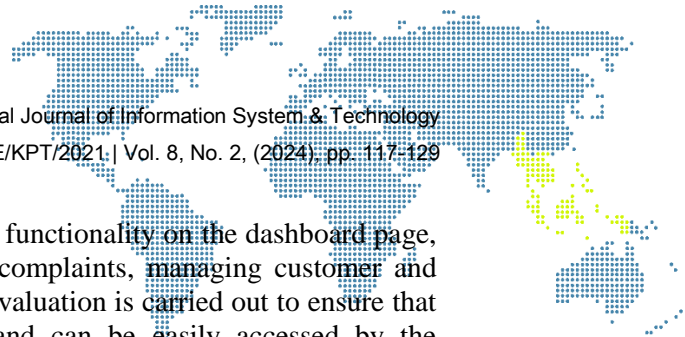 al Journal of Information System & Technology
E/KPT/2021 | Vol. 8, No. 2, (2024), pp. 117-129
functionality on the dashboard page,
complaints, managing customer and
valuation is carried out to ensure that
and can be easily accessed by the